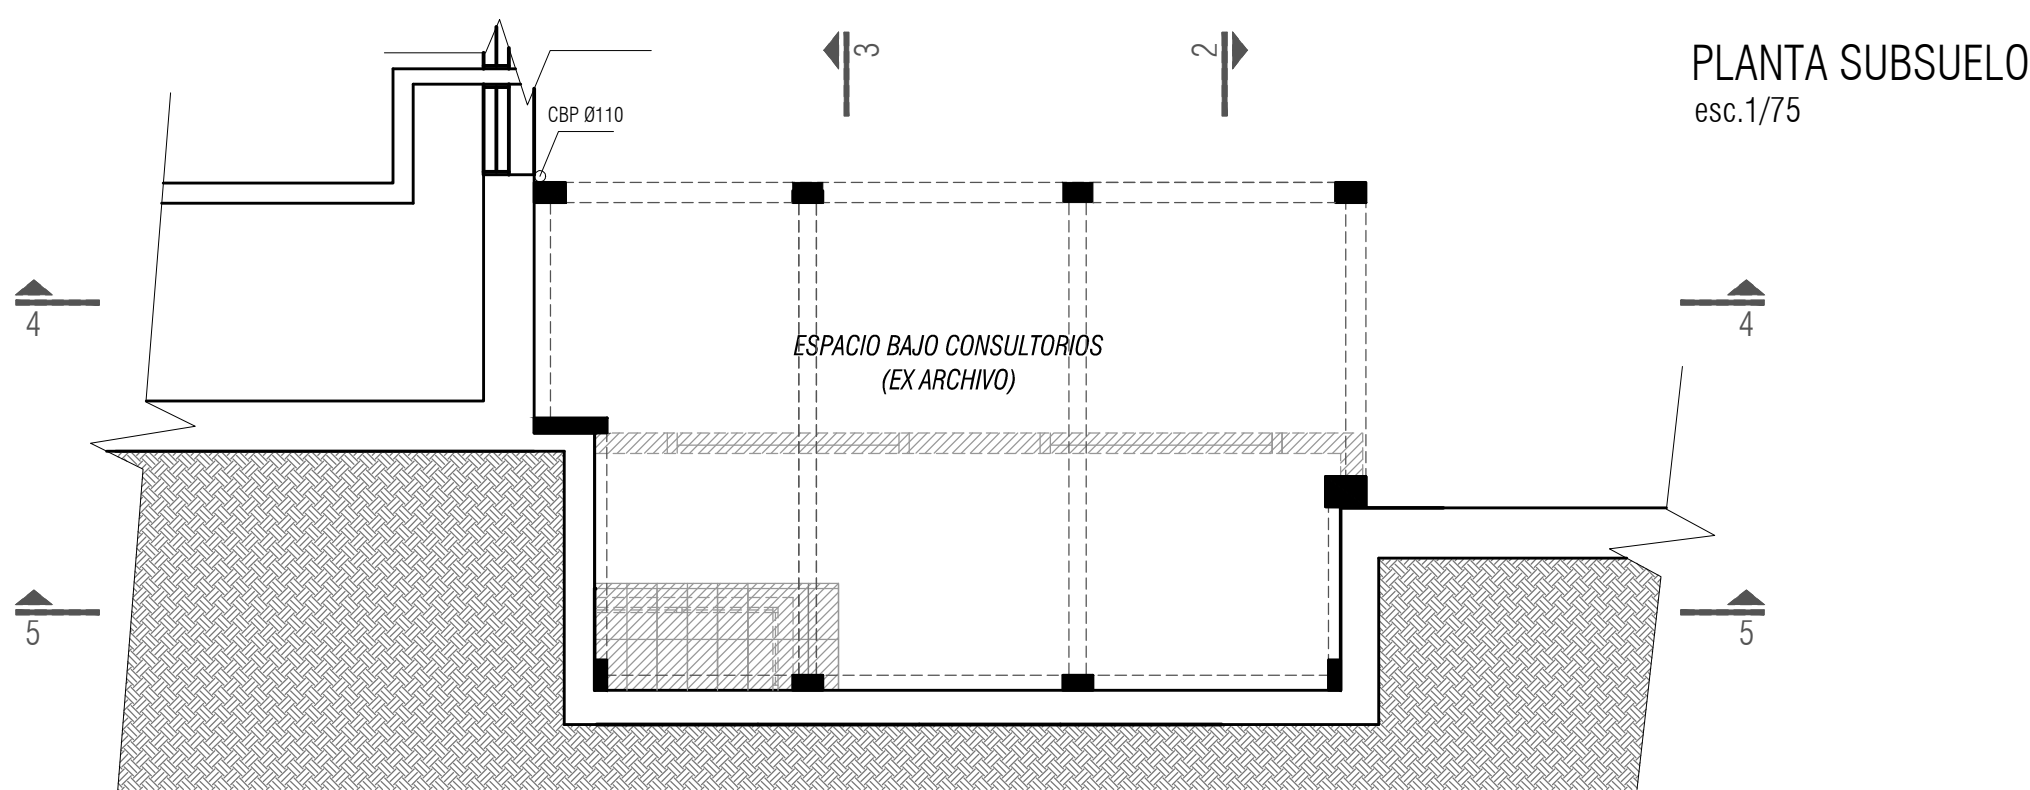 3
2
PLANTA SUBSUELO
esc.1/75
CBP Ø110
4
4
ESPACIO BAJO CONSULTORIOS
(EX ARCHIVO)
5
5